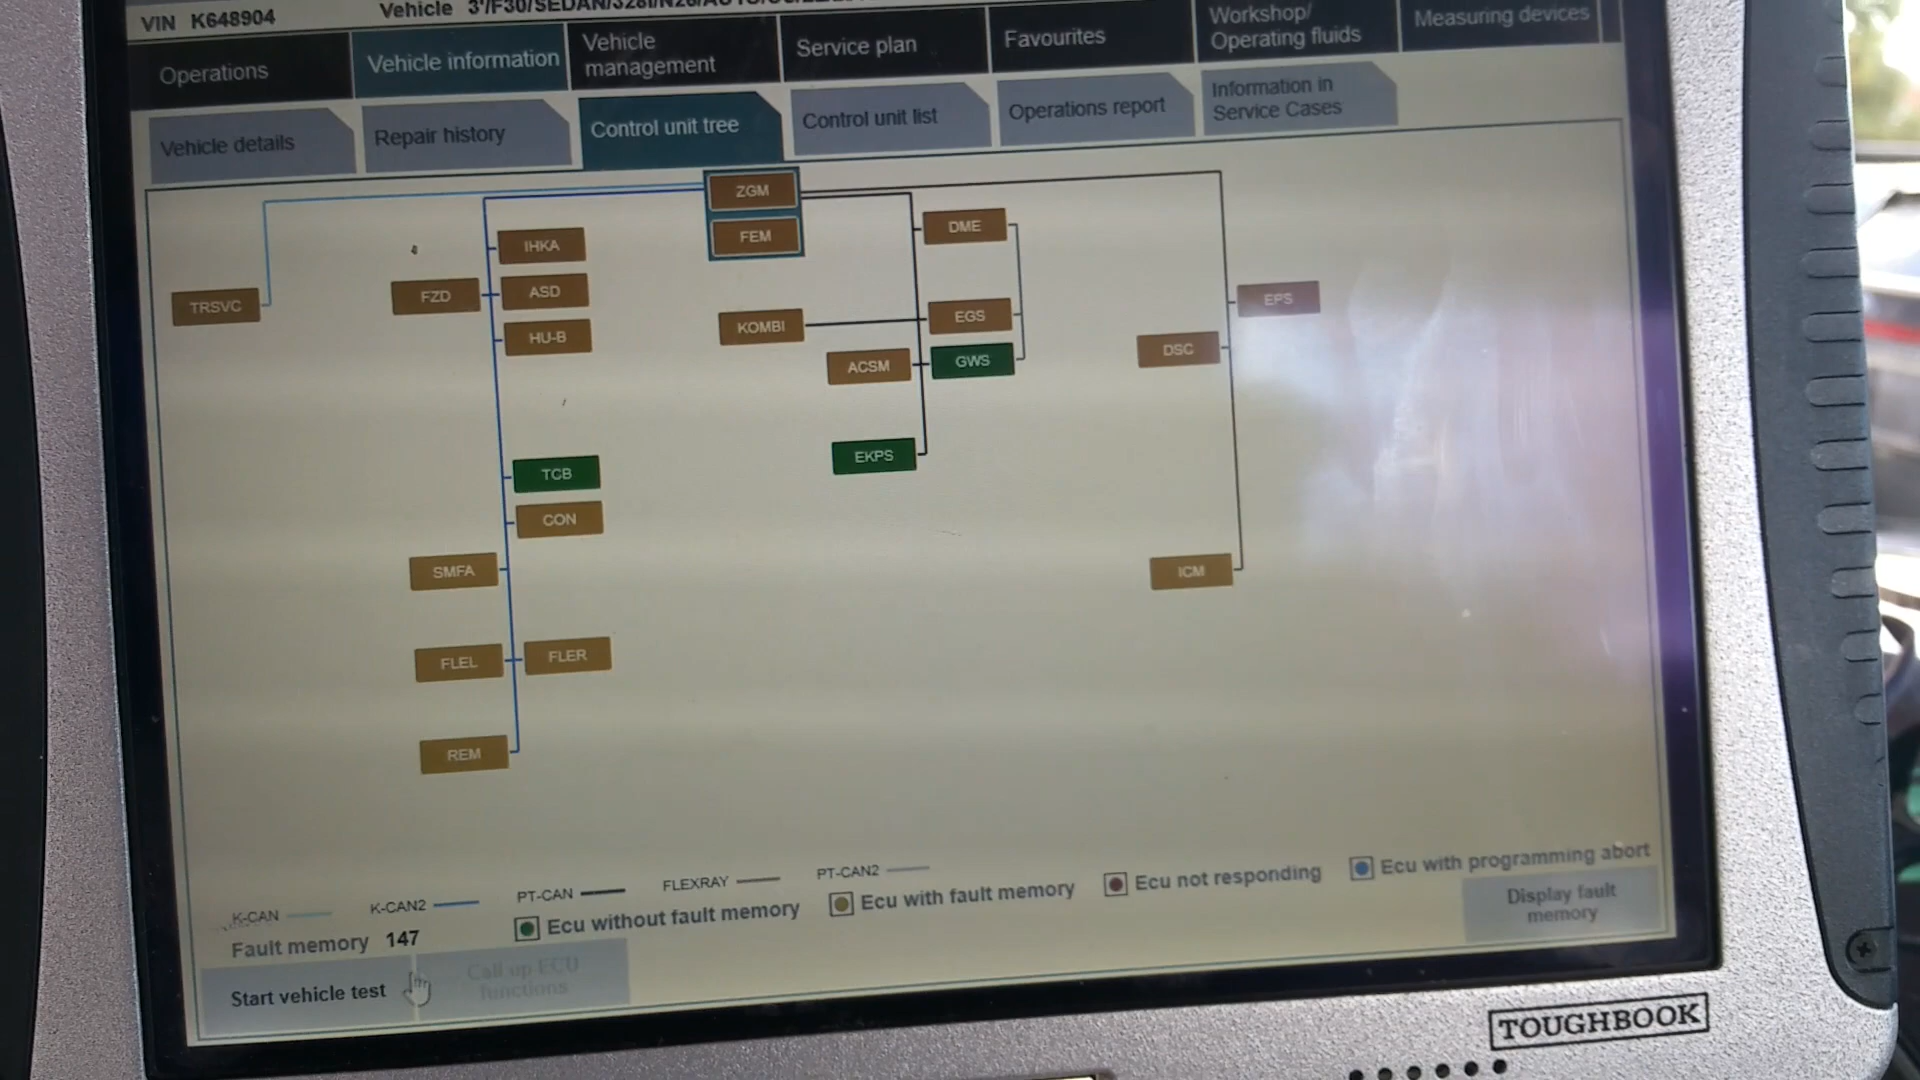 VIN K648904
Vehicle
Operations
Vehicle information
Vehicle
management
Service plan
Favourites
Workshop/
Operating fluids
Measuring devices
Vehicle details
Repair history
Control unit tree
Control unit list
Operations report
Information in
Service Cases
ZGM
FEM
DME
IHKA
FZD
ASD
TRSVC
HU-B
KOMBI
EGS
ACSM
GWS
EPS
DSC
EKPS
TCB
CON
SMFA
ICM
FLEL
FLER
REM
K-CAN
K-CAN2
PT-CAN
FLEXRAY
PT-CAN2
Ecu without fault memory
Ecu with fault memory
Ecu not responding
Ecu with programming abort
Fault memory 147
Display fault
memory
Start vehicle test
Call up ECU
functions
TOUGHBOOK